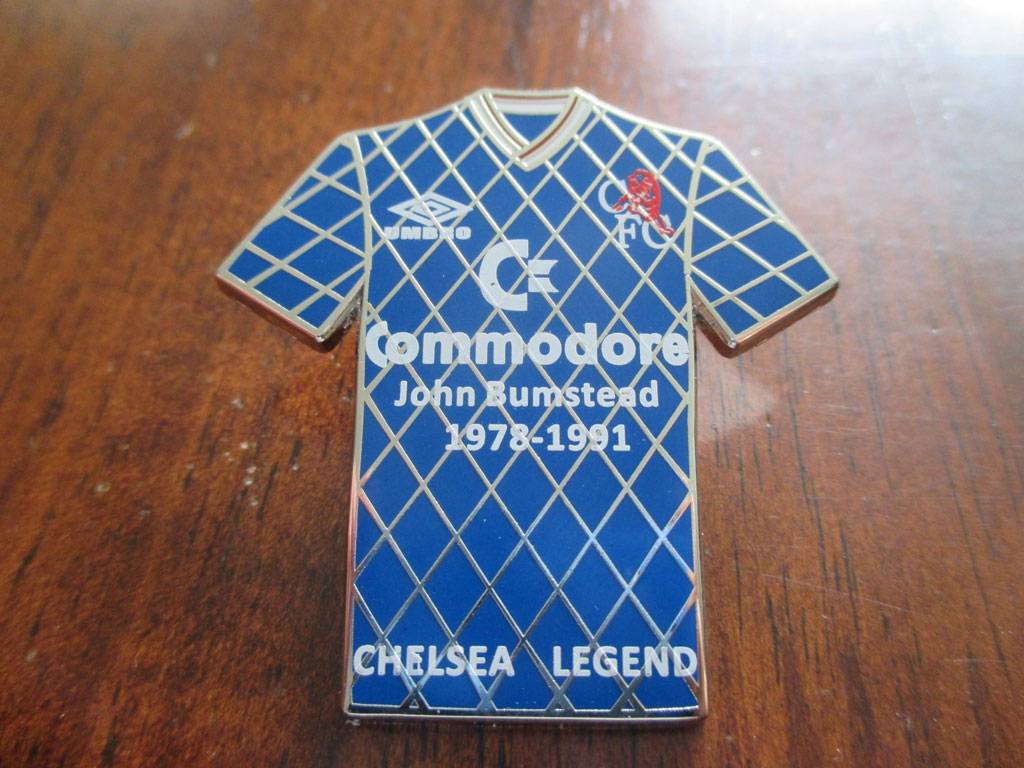 UMBRO
CFC
Commodore
John Bumstead
1978-1991
CHELSEA LEGEND